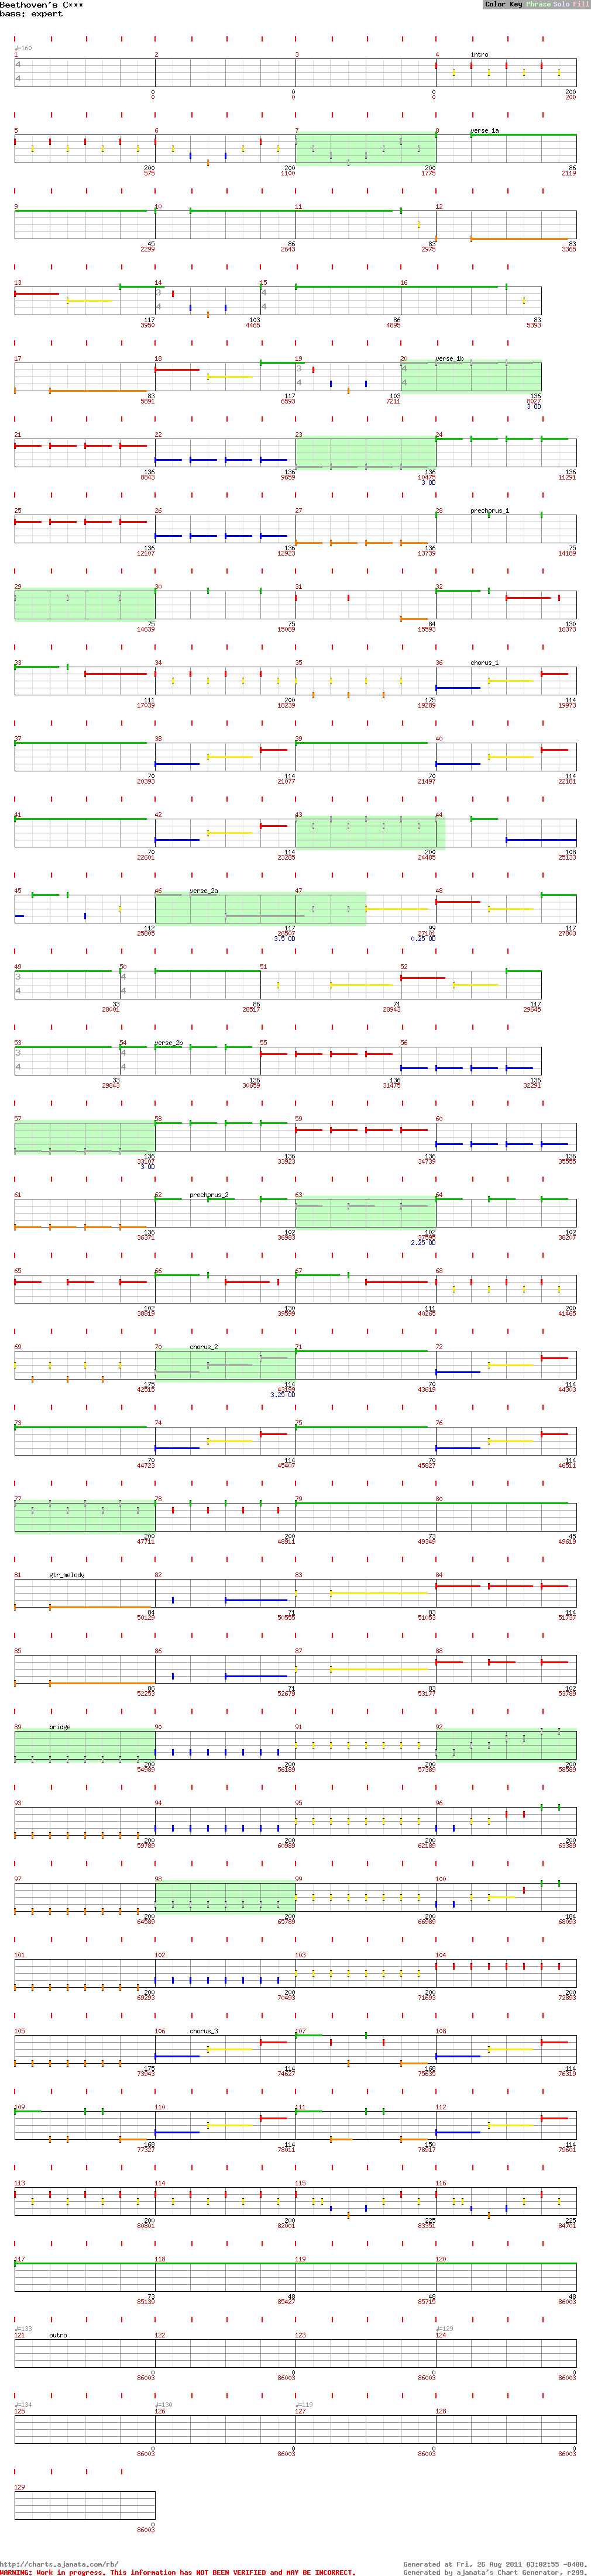 Beethoven's C***
bass: expert
Color Key Phrase Solo Fill
♩=160
1 2 3 4 intro
0 0 0 200
0 0 0 200
5 6 7 8 verse_1a
200 200 200 86
575 1100 1775 2119
9 10 11 12
45 86 83 83
2299 2643 2975 3365
13 14 15 16
117 103 86 83
3950 4465 4895 5393
17 18 19 20 verse_1b
83 117 103 136
5891 6593 7211 8027
3 OD
21 22 23 24
136 136 136 136
8843 9659 10475 11291
3 OD
25 26 27 28 prechorus_1
136 136 136 75
12107 12923 13739 14189
29 30 31 32
75 75 84 130
14639 15089 15593 16373
33 34 35 36 chorus_1
111 200 175 114
17039 18239 19289 19973
37 38 39 40
70 114 70 114
20393 21077 21497 22181
41 42 43 44
70 114 200 108
22601 23285 24485 25133
45 46 verse_2a 47 48
112 117 99 117
25805 26507 27101 27803
3.5 OD 0.25 OD
49 50 51 52
33 86 71 117
28001 28517 28943 29645
53 54 verse_2b 55 56
33 136 136 136
29843 30659 31475 32291
57 58 59 60
136 136 136 136
33107 33923 34739 35555
3 OD
61 62 prechorus_2 63 64
136 102 102 102
36371 36983 37595 38207
2.25 OD
65 66 67 68
102 130 111 200
38819 39599 40265 41465
69 70 chorus_2 71 72
175 114 70 114
42515 43199 43619 44303
3.25 OD
73 74 75 76
70 114 70 114
44723 45407 45827 46511
77 78 79 80
200 200 73 45
47711 48911 49349 49619
81 gtr_melody 82 83 84
84 71 83 114
50129 50555 51053 51737
85 86 87 88
86 71 83 102
52253 52679 53177 53789
89 bridge 90 91 92
200 200 200 200
54989 56189 57389 58589
93 94 95 96
200 200 200 200
59789 60989 62189 63389
97 98 99 100
200 200 200 184
64589 65789 66989 68093
101 102 103 104
200 200 200 200
69293 70493 71693 72893
105 106 chorus_3 107 108
175 114 168 114
73943 74627 75635 76319
109 110 111 112
168 114 150 114
77327 78011 78917 79601
113 114 115 116
200 200 225 225
80801 82001 83351 84701
117 118 119 120
73 48 48 48
85139 85427 85715 86003
♩=133 ♩=129
121 outro 122 123 124
0 0 0 0
86003 86003 86003 86003
♩=134 ♩=130 ♩=119
125 126 127 128
0 0 0 0
86003 86003 86003 86003
129
0
86003
http://charts.ajanata.com/rb/ Generated at Fri, 26 Aug 2011 03:02:55 -0400.
WARNING: Work in progress. This information has NOT BEEN VERIFIED and MAY BE INCORRECT. Generated by ajanata's Chart Generator, r299.